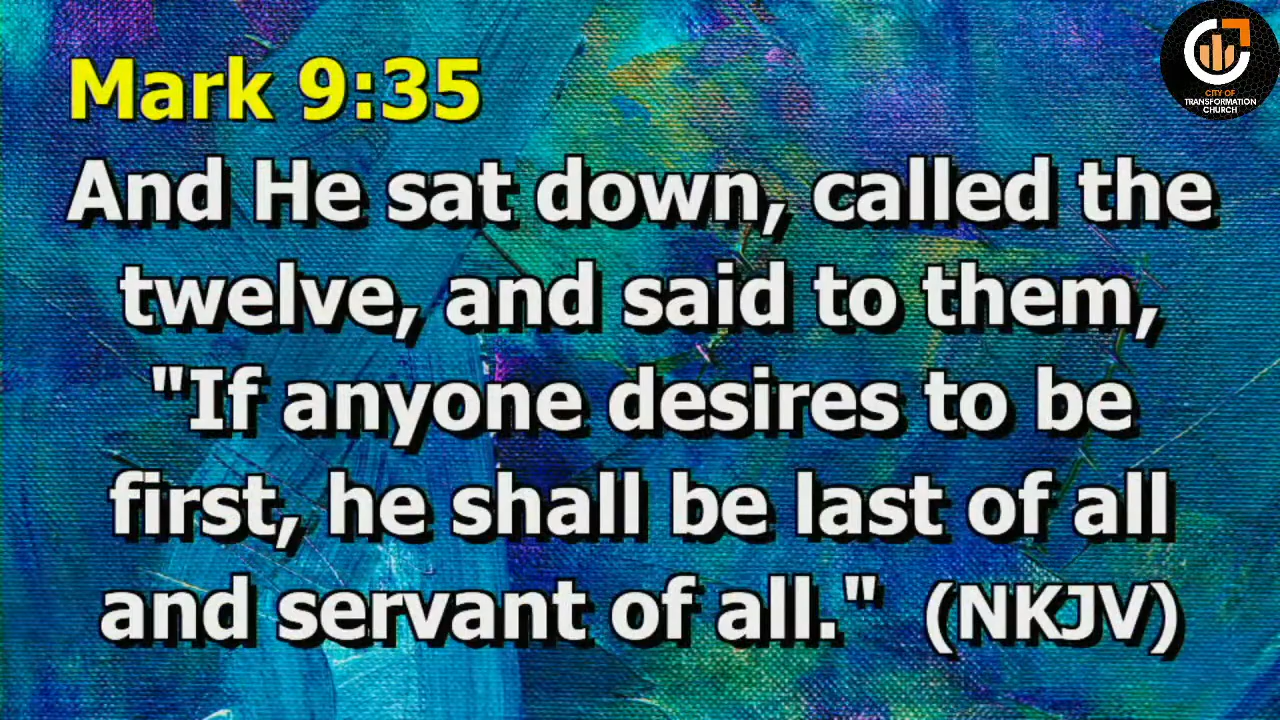 Mark 9:35
And He sat down, called the
twelve, and said to them,
"If anyone desires to be
first, he shall be last of all
and servant of all." (NKJV)
CITY OF
TRANSFORMATION
CHURCH